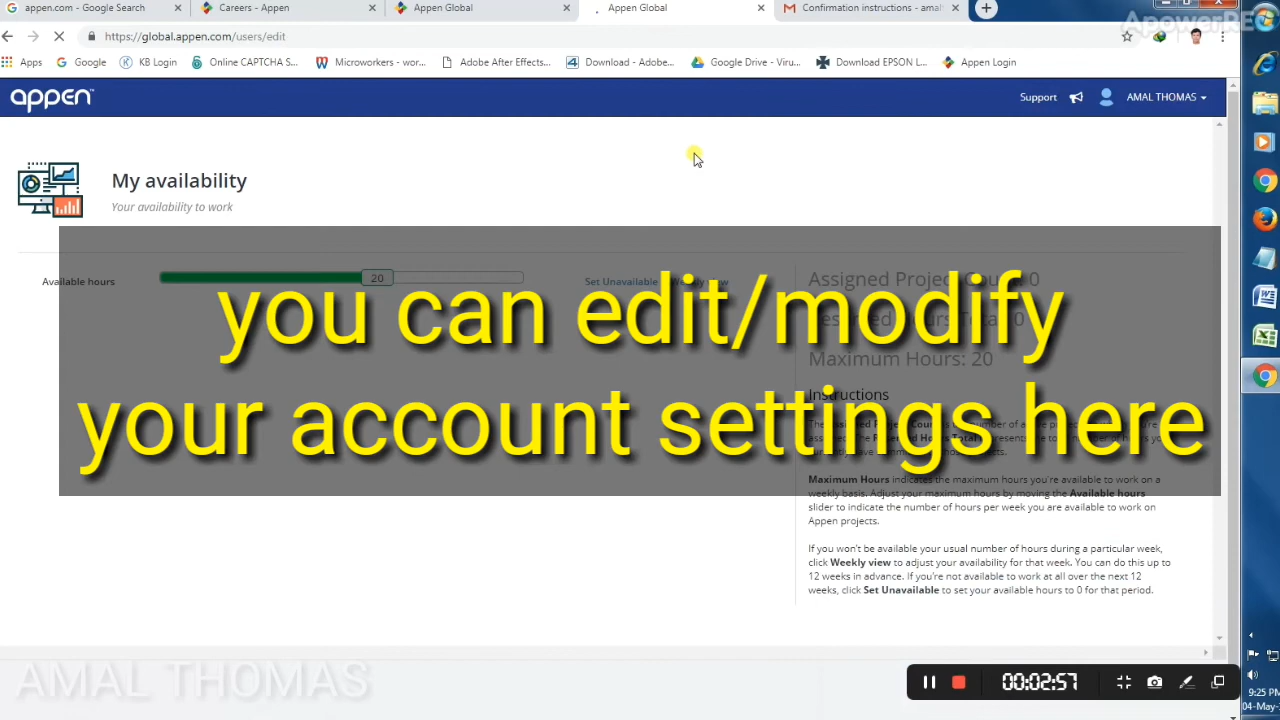 appen.com - Google Search
Careers - Appen
Appen Global
Appen Global
Confirmation instructions - amal
ApowerREC
https://global.appen.com/users/edit
Apps
Google
KB Login
Online CAPTCHA S...
Microworkers - wor...
Adobe After Effects...
Download - Adobe...
Google Drive - Viru...
Download EPSON L...
Appen Login
appen
Support
AMAL THOMAS
My availability
Your availability to work
Available hours
20
Set Unavailable
you can edit/modify
your account settings here
Assigned Project Count: 0
Maximum Hours: 20
Instructions
Maximum Hours indicates the maximum hours you're available to work on a
weekly basis. Adjust your maximum hours by moving the Available hours
slider to indicate the number of hours per week you are available to work on
Appen projects.
If you won't be available your usual number of hours during a particular week,
click Weekly view to adjust your availability for that week. You can do this up to
12 weeks in advance. If you're not available to work at all over the next 12
weeks, click Set Unavailable to set your available hours to 0 for that period.
AMAL THOMAS
00:02:57
9:25 PM
04-May-